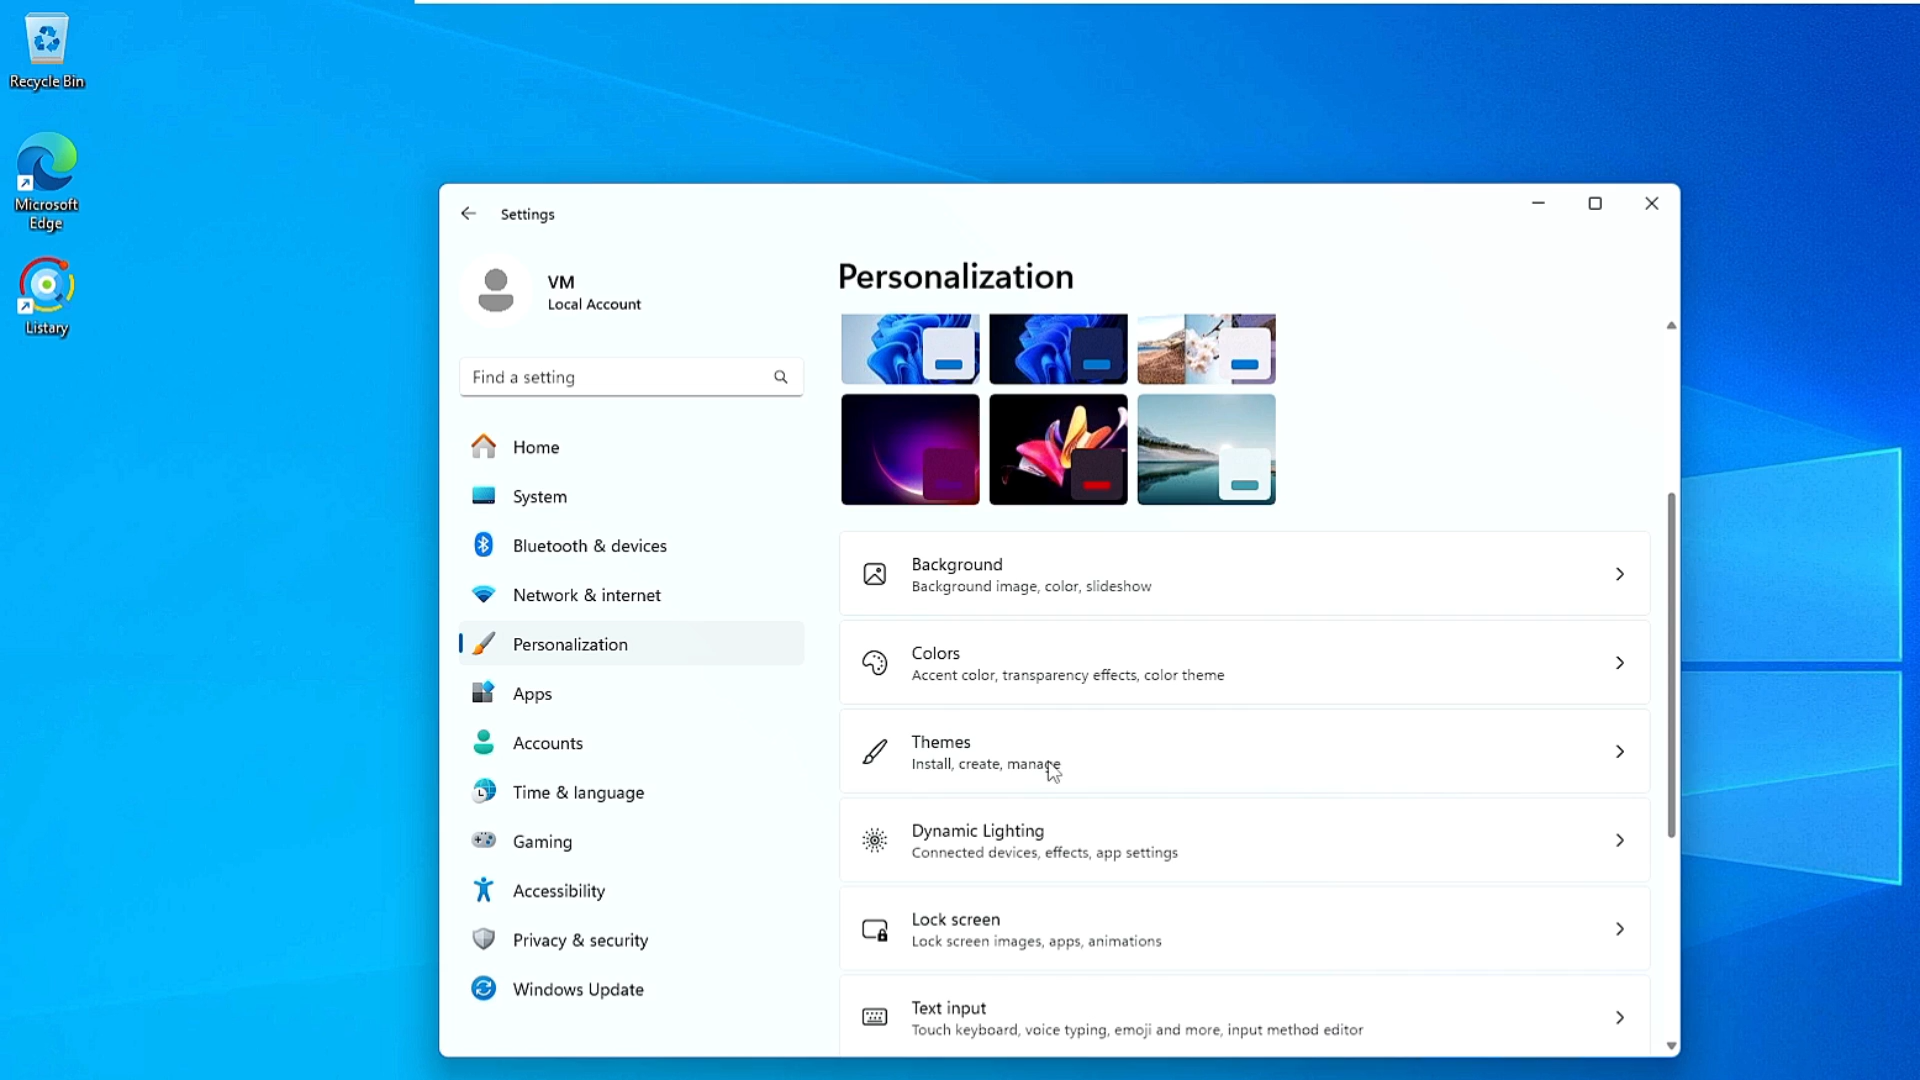 Recycle Bin
Microsoft
Edge
Listary
Settings
VM
Local Account
Find a setting
Home
System
Bluetooth & devices
Network & internet
Personalization
Apps
Accounts
Time & language
Gaming
Accessibility
Privacy & security
Windows Update
Personalization
Background
Background image, color, slideshow
Colors
Accent color, transparency effects, color theme
Themes
Install, create, manage
Dynamic Lighting
Connected devices, effects, app settings
Lock screen
Lock screen images, apps, animations
Text input
Touch keyboard, voice typing, emoji and more, input method editor